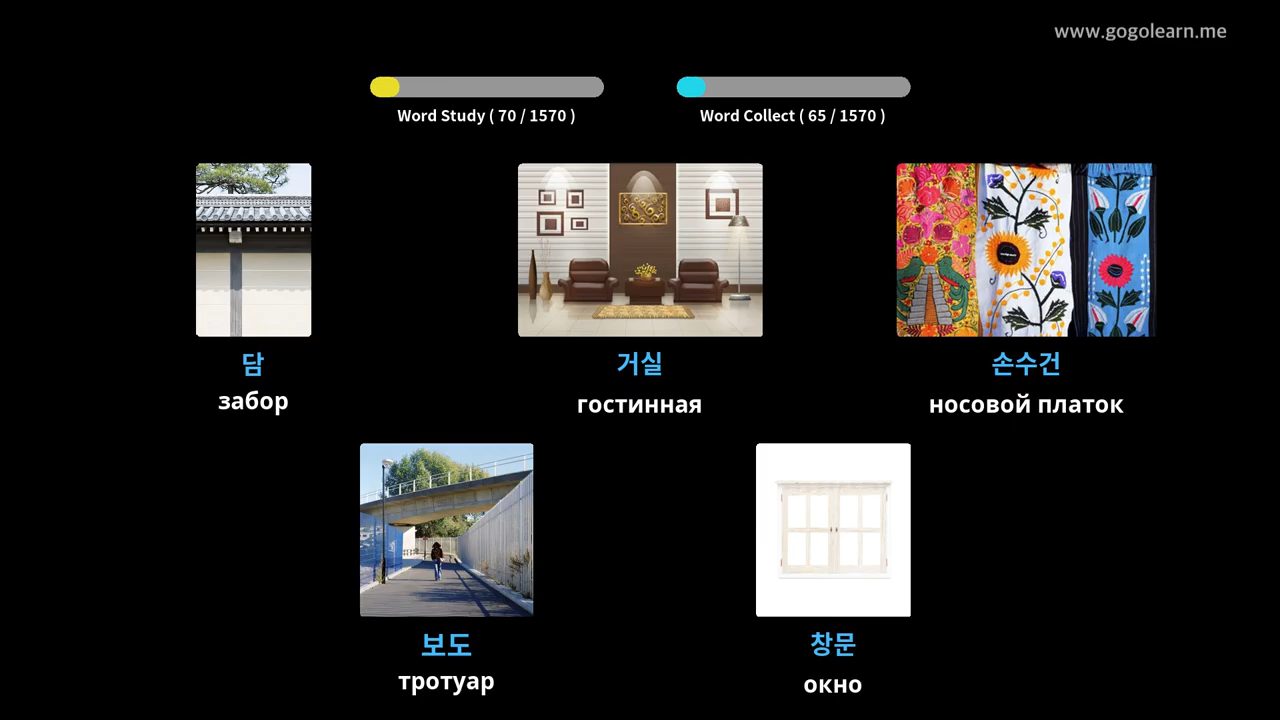 www.gogolearn.me
Word Study ( 70 / 1570 )
Word Collect ( 65 / 1570 )
담
забор
거실
гостинная
손수건
носовой платок
보도
тротуар
창문
окно